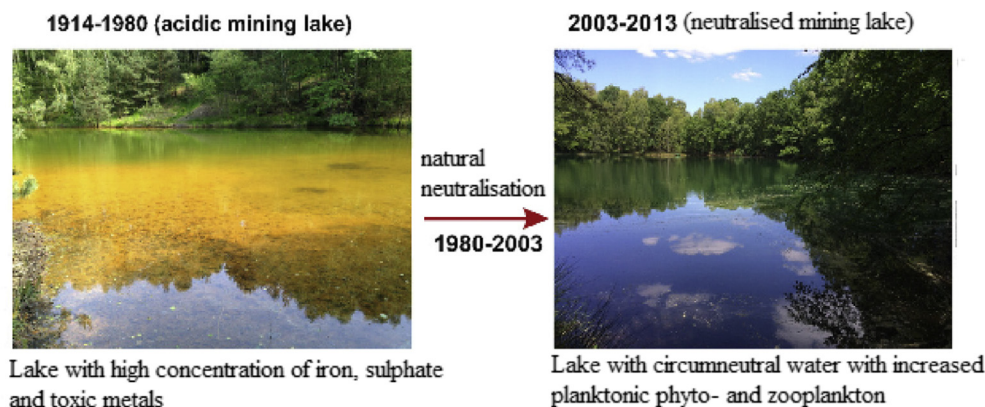 1914-1980 (acidic mining lake)
2003-2013 (neutralised mining lake)
natural
neutralisation
1980-2003
Lake with high concentration of iron, sulphate
and toxic metals
Lake with circumneutral water with increased
planktonic phyto- and zooplankton